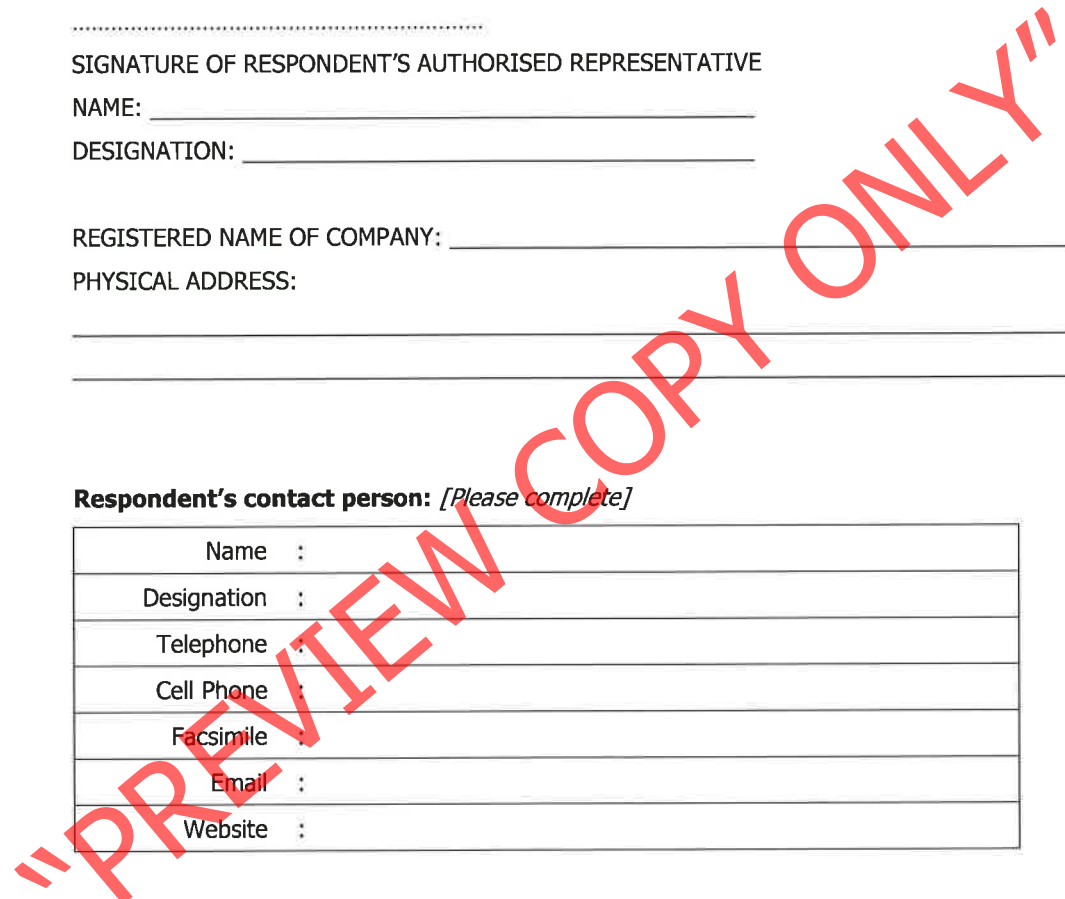 SIGNATURE OF RESPONDENT'S AUTHORISED REPRESENTATIVE
NAME:
DESIGNATION:
REGISTERED NAME OF COMPANY:
PHYSICAL ADDRESS:
Respondent's contact person: [Please complete]
Name :
Designation :
Telephone :
Cell Phone :
Facsimile :
Email :
Website :
"PREVIEW COPY ONLY"